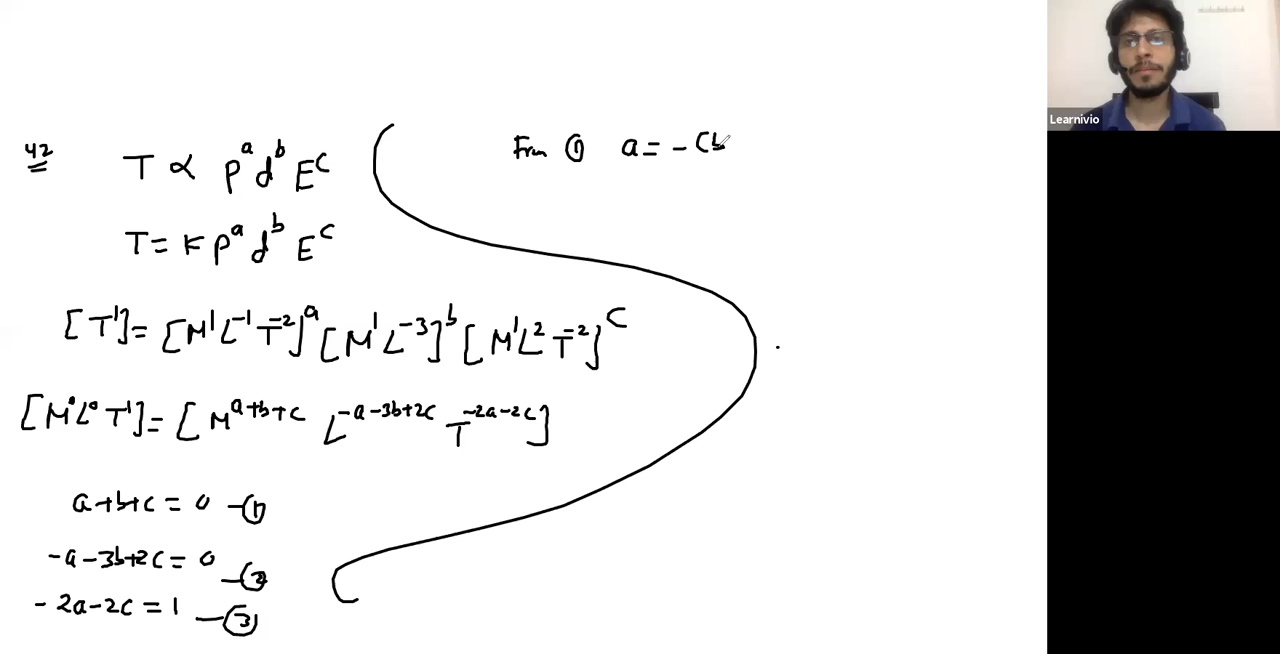 42
T ∝ P^a d^b E^c
T = K P^a d^b E^c
[T^1] = [M^1 L^-1 T^-2]^a [M^1 L^-3]^b [M^1 L^2 T^-2]^c
[M^0 L^0 T^1] = [M^a+b+c L^-a-3b+2c T^-2a-2c]
a+b+c = 0 -①
-a-3b+2c = 0 -②
-2a-2c = 1 -③
From ① a = -(b
Learnivio